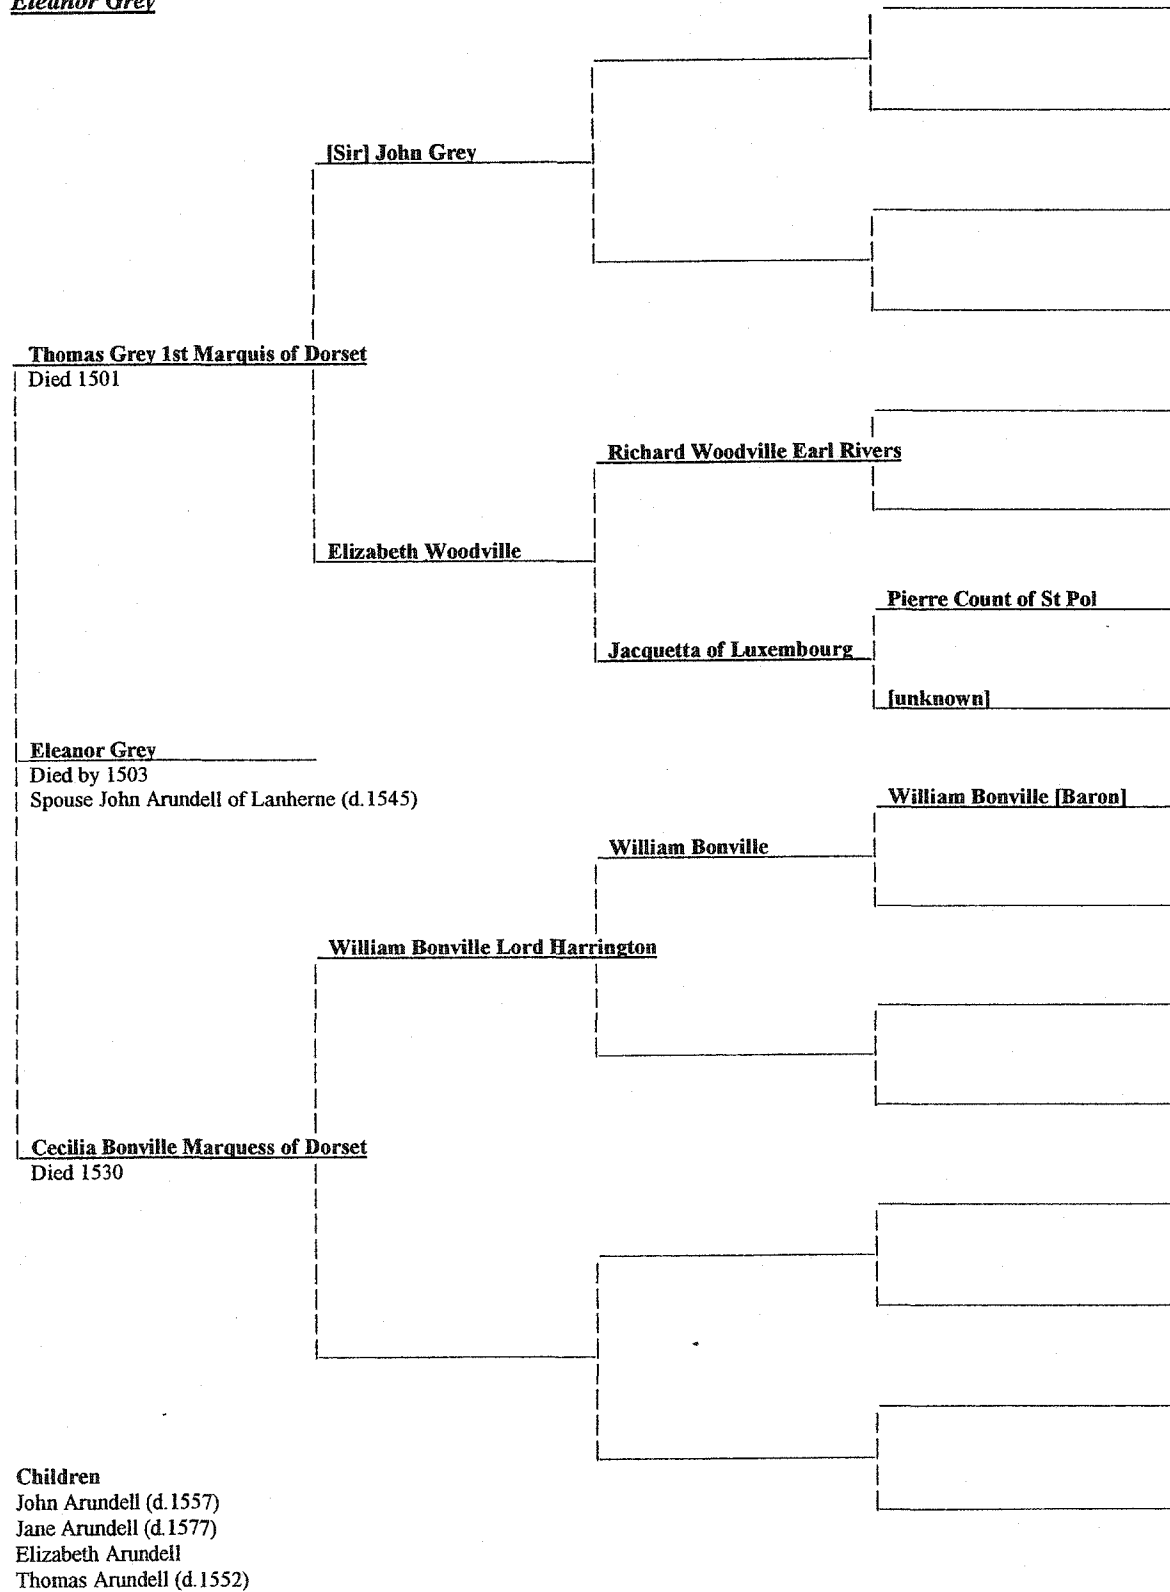 Eleanor Grey
[Sir] John Grey
Thomas Grey 1st Marquis of Dorset
Died 1501
Richard Woodville Earl Rivers
Elizabeth Woodville
Pierre Count of St Pol
Jacquetta of Luxembourg
[unknown]
Eleanor Grey
Died by 1503
Spouse John Arundell of Lanherne (d.1545)
William Bonville [Baron]
William Bonville
William Bonville Lord Harrington
Cecilia Bonville Marquess of Dorset
Died 1530
Children
John Arundell (d.1557)
Jane Arundell (d.1577)
Elizabeth Arundell
Thomas Arundell (d.1552)